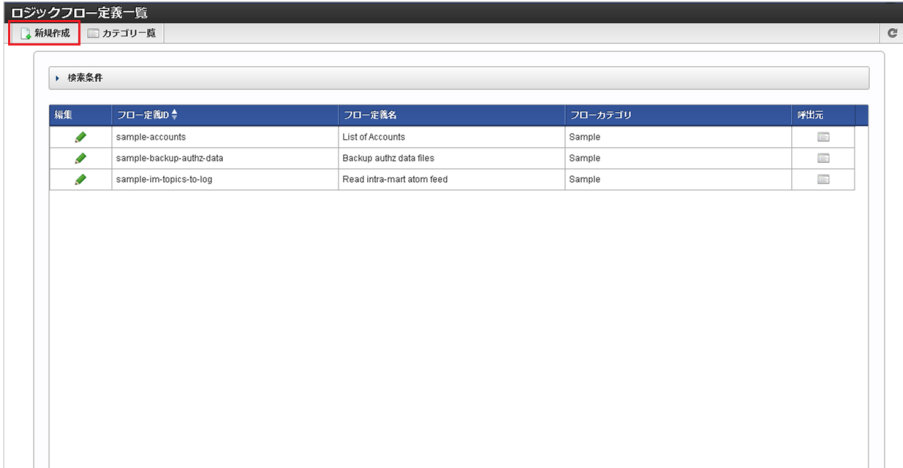 ロジックフロー定義一覧
新規作成 カテゴリ一覧
検索条件
編集 フロー定義ID フロー定義名 フローカテゴリ 呼出元
sample-accounts List of Accounts Sample
sample-backup-authz-data Backup authz data files Sample
sample-im-topics-to-log Read intra-mart atom feed Sample